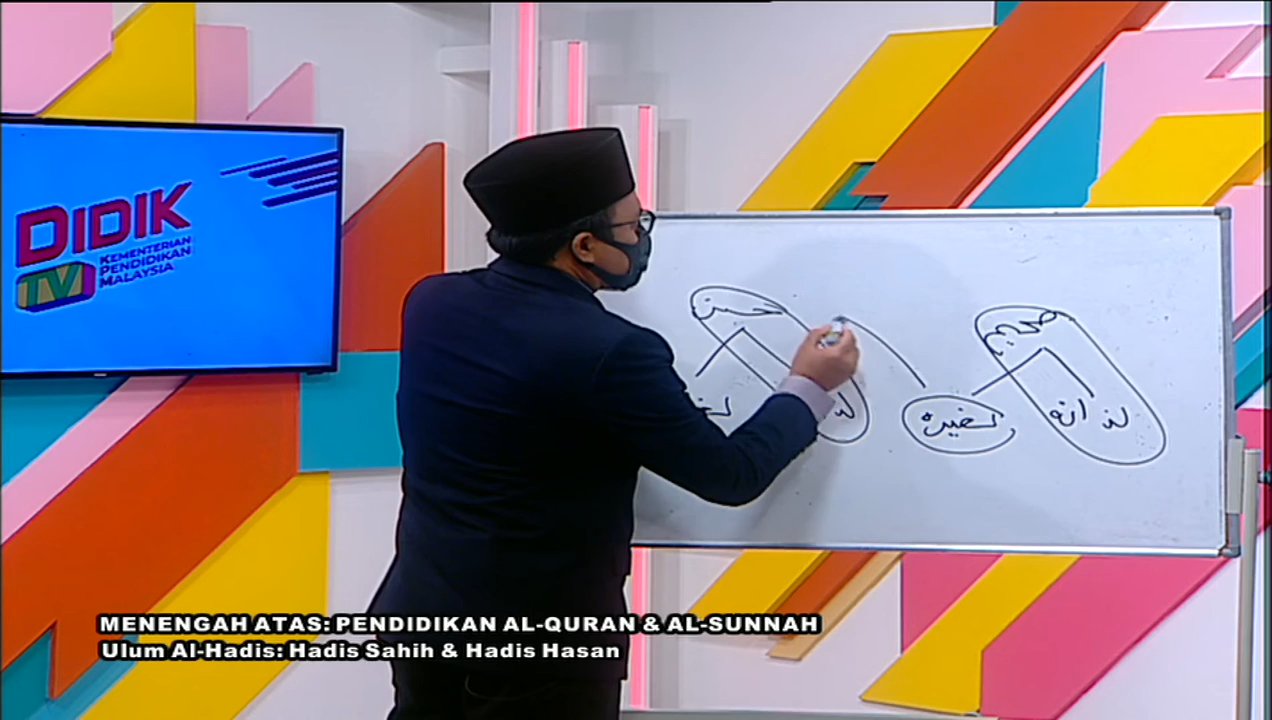 DIDIK
TV
KEMENTERIAN
PENDIDIKAN
MALAYSIA
صحيح
لذاته
لغيره
MENENGAH ATAS: PENDIDIKAN AL-QURAN & AL-SUNNAH
Ulum Al-Hadis: Hadis Sahih & Hadis Hasan